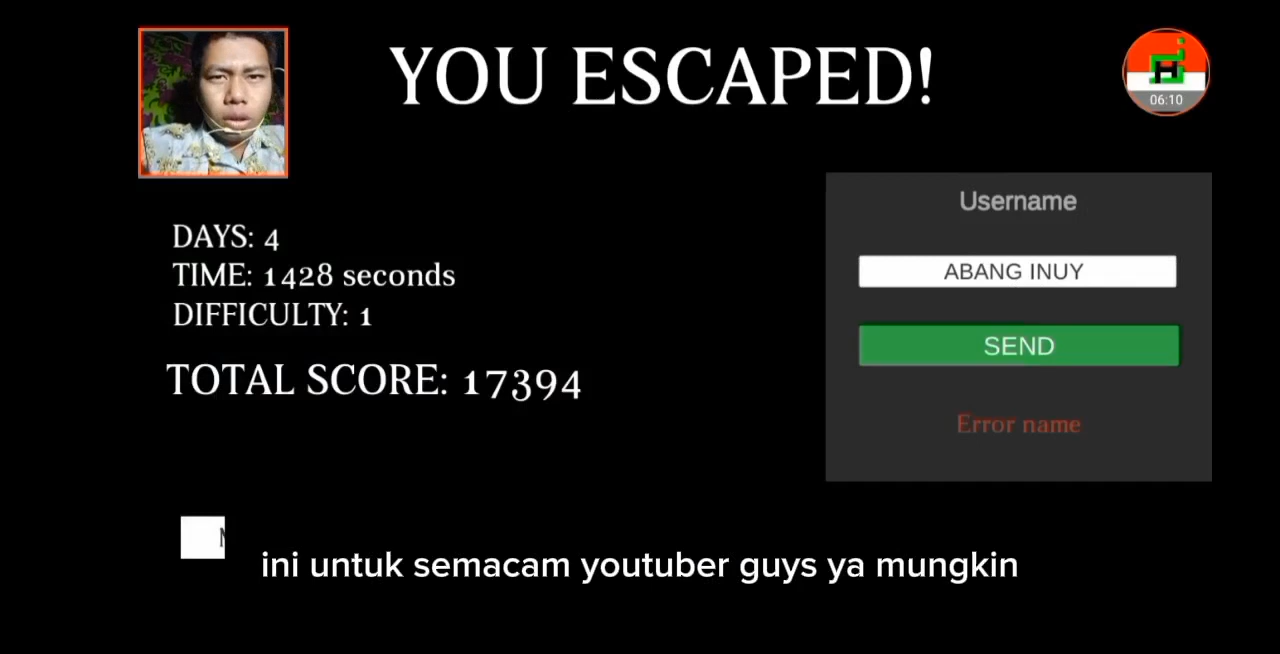 YOU ESCAPED!
06:10
Username
DAYS: 4
ABANG INUY
TIME: 1428 seconds
DIFFICULTY: 1
SEND
TOTAL SCORE: 17394
Error name
ini untuk semacam youtuber guys ya mungkin